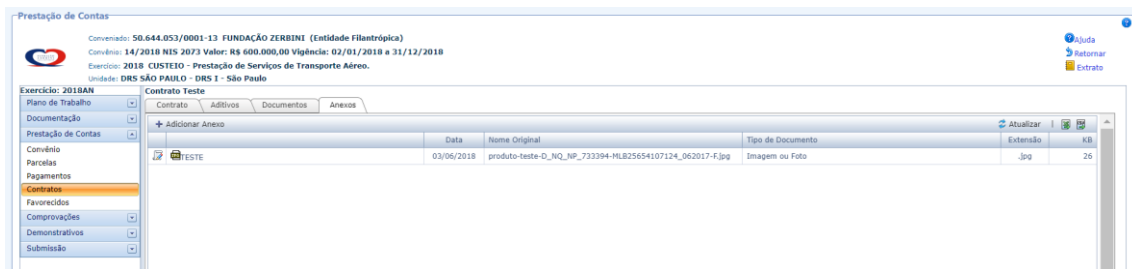 Prestação de Contas
Conveniado: 50.644.053/0001-13 FUNDAÇÃO ZERBINI (Entidade Filantrópica)
Convênio: 14/2018 NIS 2073 Valor: R$ 600.000,00 Vigência: 02/01/2018 a 31/12/2018
Exercício: 2018 CUSTEIO - Prestação de Serviços de Transporte Aéreo.
Unidade: DRS SÃO PAULO - DRS I - São Paulo
Ajuda
Retornar
Extrato
Exercício: 2018AN
Plano de Trabalho
Documentação
Prestação de Contas
Convênio
Parcelas
Pagamentos
Contratos
Favorecidos
Comprovações
Demonstrativos
Submissão
Contrato Teste
Contrato Aditivos Documentos Anexos
+ Adicionar Anexo Atualizar
Data Nome Original Tipo de Documento Extensão KB
TESTE 03/06/2018 produto-teste-D_NQ_NP_733394-MLB25654107124_062017-F.jpg Imagem ou Foto .jpg 26